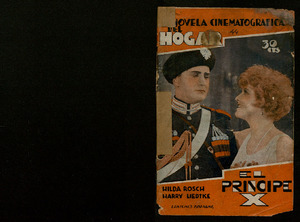 NOVELA CINEMATOGRAFICA
DEL
HOGAR
30
CTS
HILDA ROSCH
HARRY LIEDTKE
EL
PRINCIPE
X